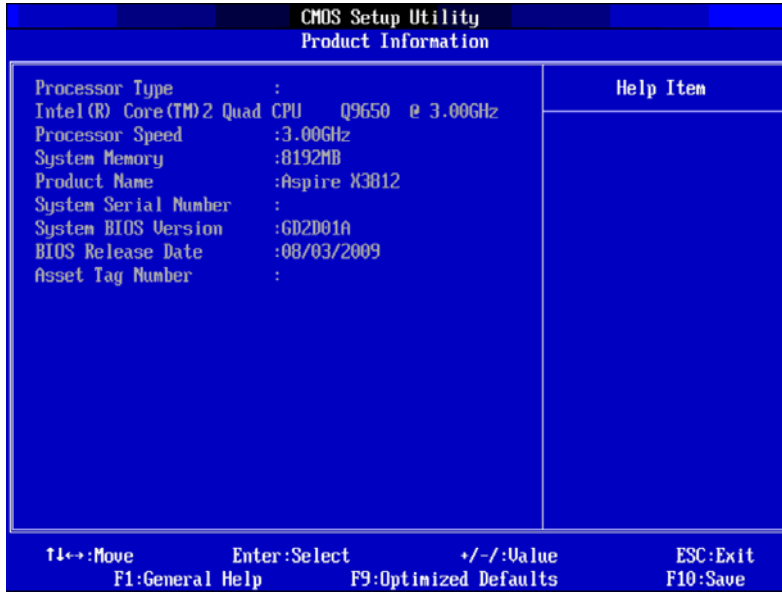 CMOS Setup Utility
Product Information
Processor Type :
Intel(R) Core(TM)2 Quad CPU Q9650 @ 3.00GHz
Processor Speed :3.00GHz
System Memory :8192MB
Product Name :Aspire X3812
System Serial Number :
System BIOS Version :GD2D01A
BIOS Release Date :08/03/2009
Asset Tag Number :
Help Item
↑↓←→:Move Enter:Select +/-/:Value ESC:Exit
F1:General Help F9:Optimized Defaults F10:Save